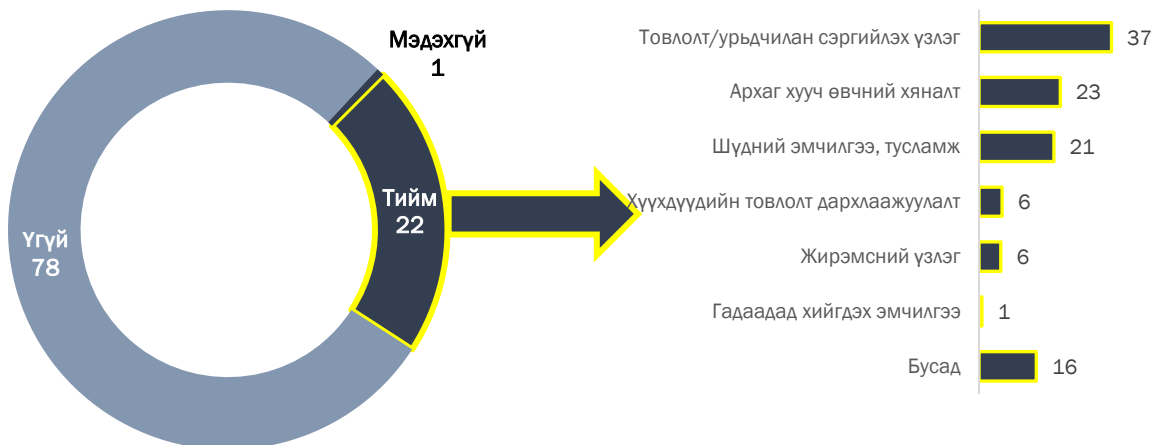 Мэдэхгүй
1
Тийм
22
Үгүй
78
Товлолт/урьдчилан сэргийлэх үзлэг
37
Архаг хууч өвчний хяналт
23
Шүдний эмчилгээ, тусламж
21
Хүүхдүүдийн товлолт дархлаажуулалт
6
Жирэмсний үзлэг
6
Гадаадад хийгдэх эмчилгээ
1
Бусад
16